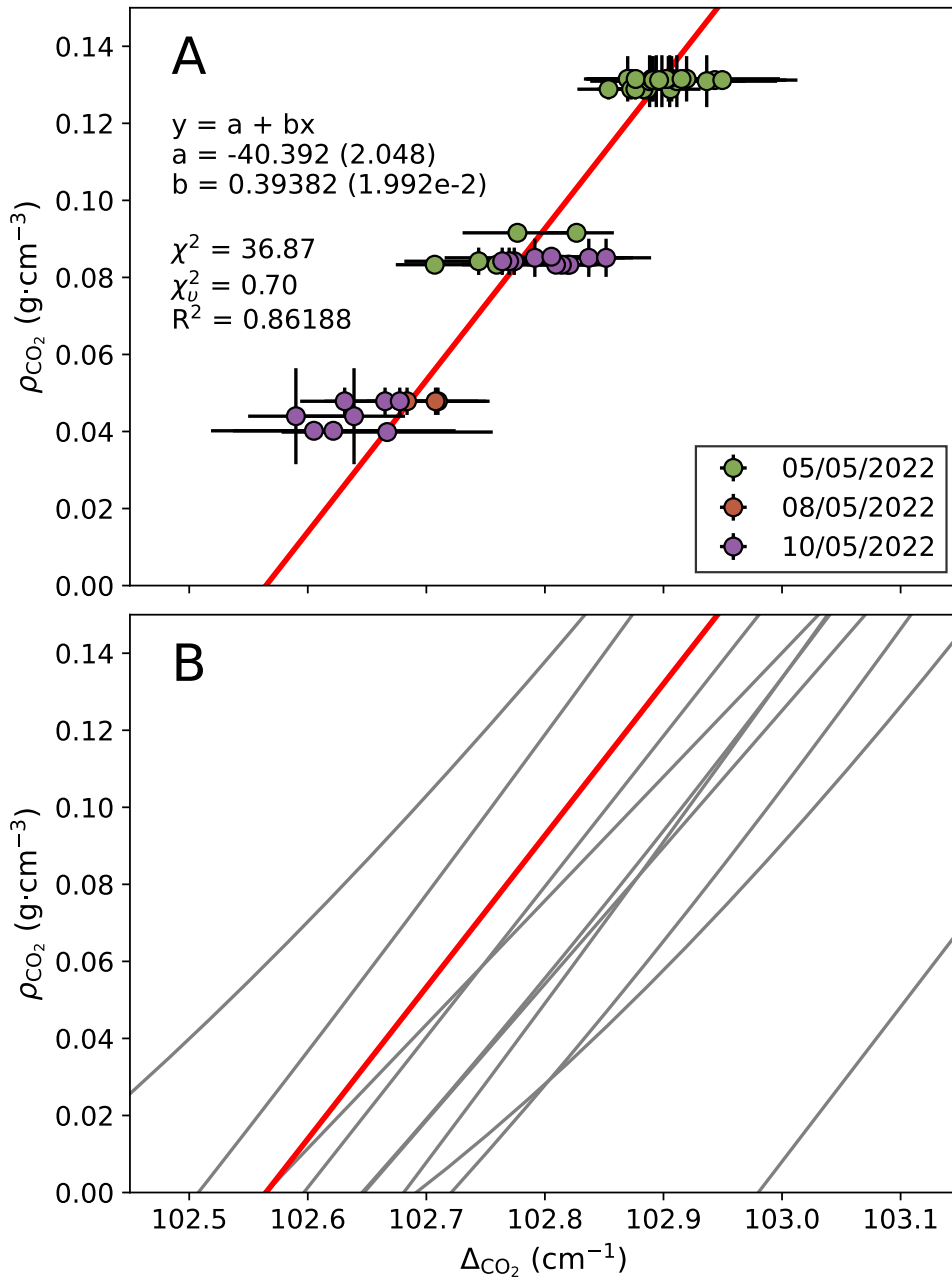 A
y = a + bx
a = -40.392 (2.048)
b = 0.39382 (1.992e-2)
χ² = 36.87
χ²ᵤ = 0.70
R² = 0.86188
0.14
0.12
0.10
0.08
0.06
0.04
0.02
0.00
ρCO₂ (g·cm⁻³)
05/05/2022
08/05/2022
10/05/2022
B
0.14
0.12
0.10
0.08
0.06
0.04
0.02
0.00
ρCO₂ (g·cm⁻³)
102.5 102.6 102.7 102.8 102.9 103.0 103.1
ΔCO₂ (cm⁻¹)